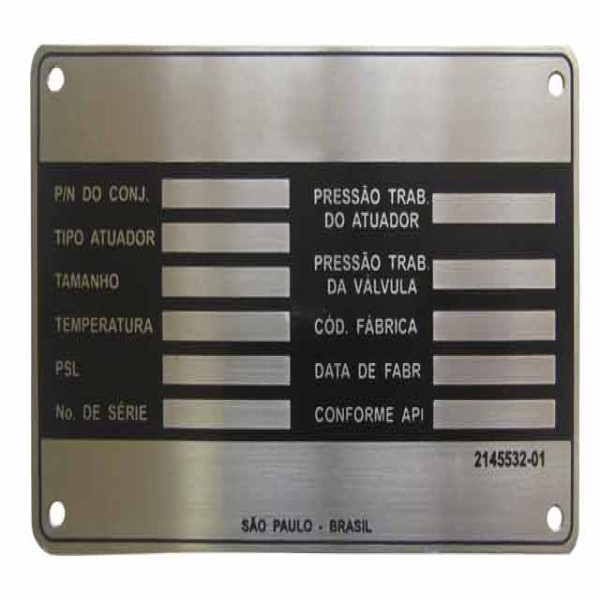 P/N DO CONJ.
TIPO ATUADOR
TAMANHO
TEMPERATURA
PSL
No. DE SÉRIE
PRESSÃO TRAB.
DO ATUADOR
PRESSÃO TRAB.
DA VÁLVULA
CÓD. FÁBRICA
DATA DE FABR
CONFORME API
2145532-01
SÃO PAULO - BRASIL